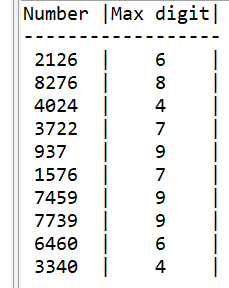 Number |Max digit|
------------------
2126 | 6 |
8276 | 8 |
4024 | 4 |
3722 | 7 |
937 | 9 |
1576 | 7 |
7459 | 9 |
7739 | 9 |
6460 | 6 |
3340 | 4 |